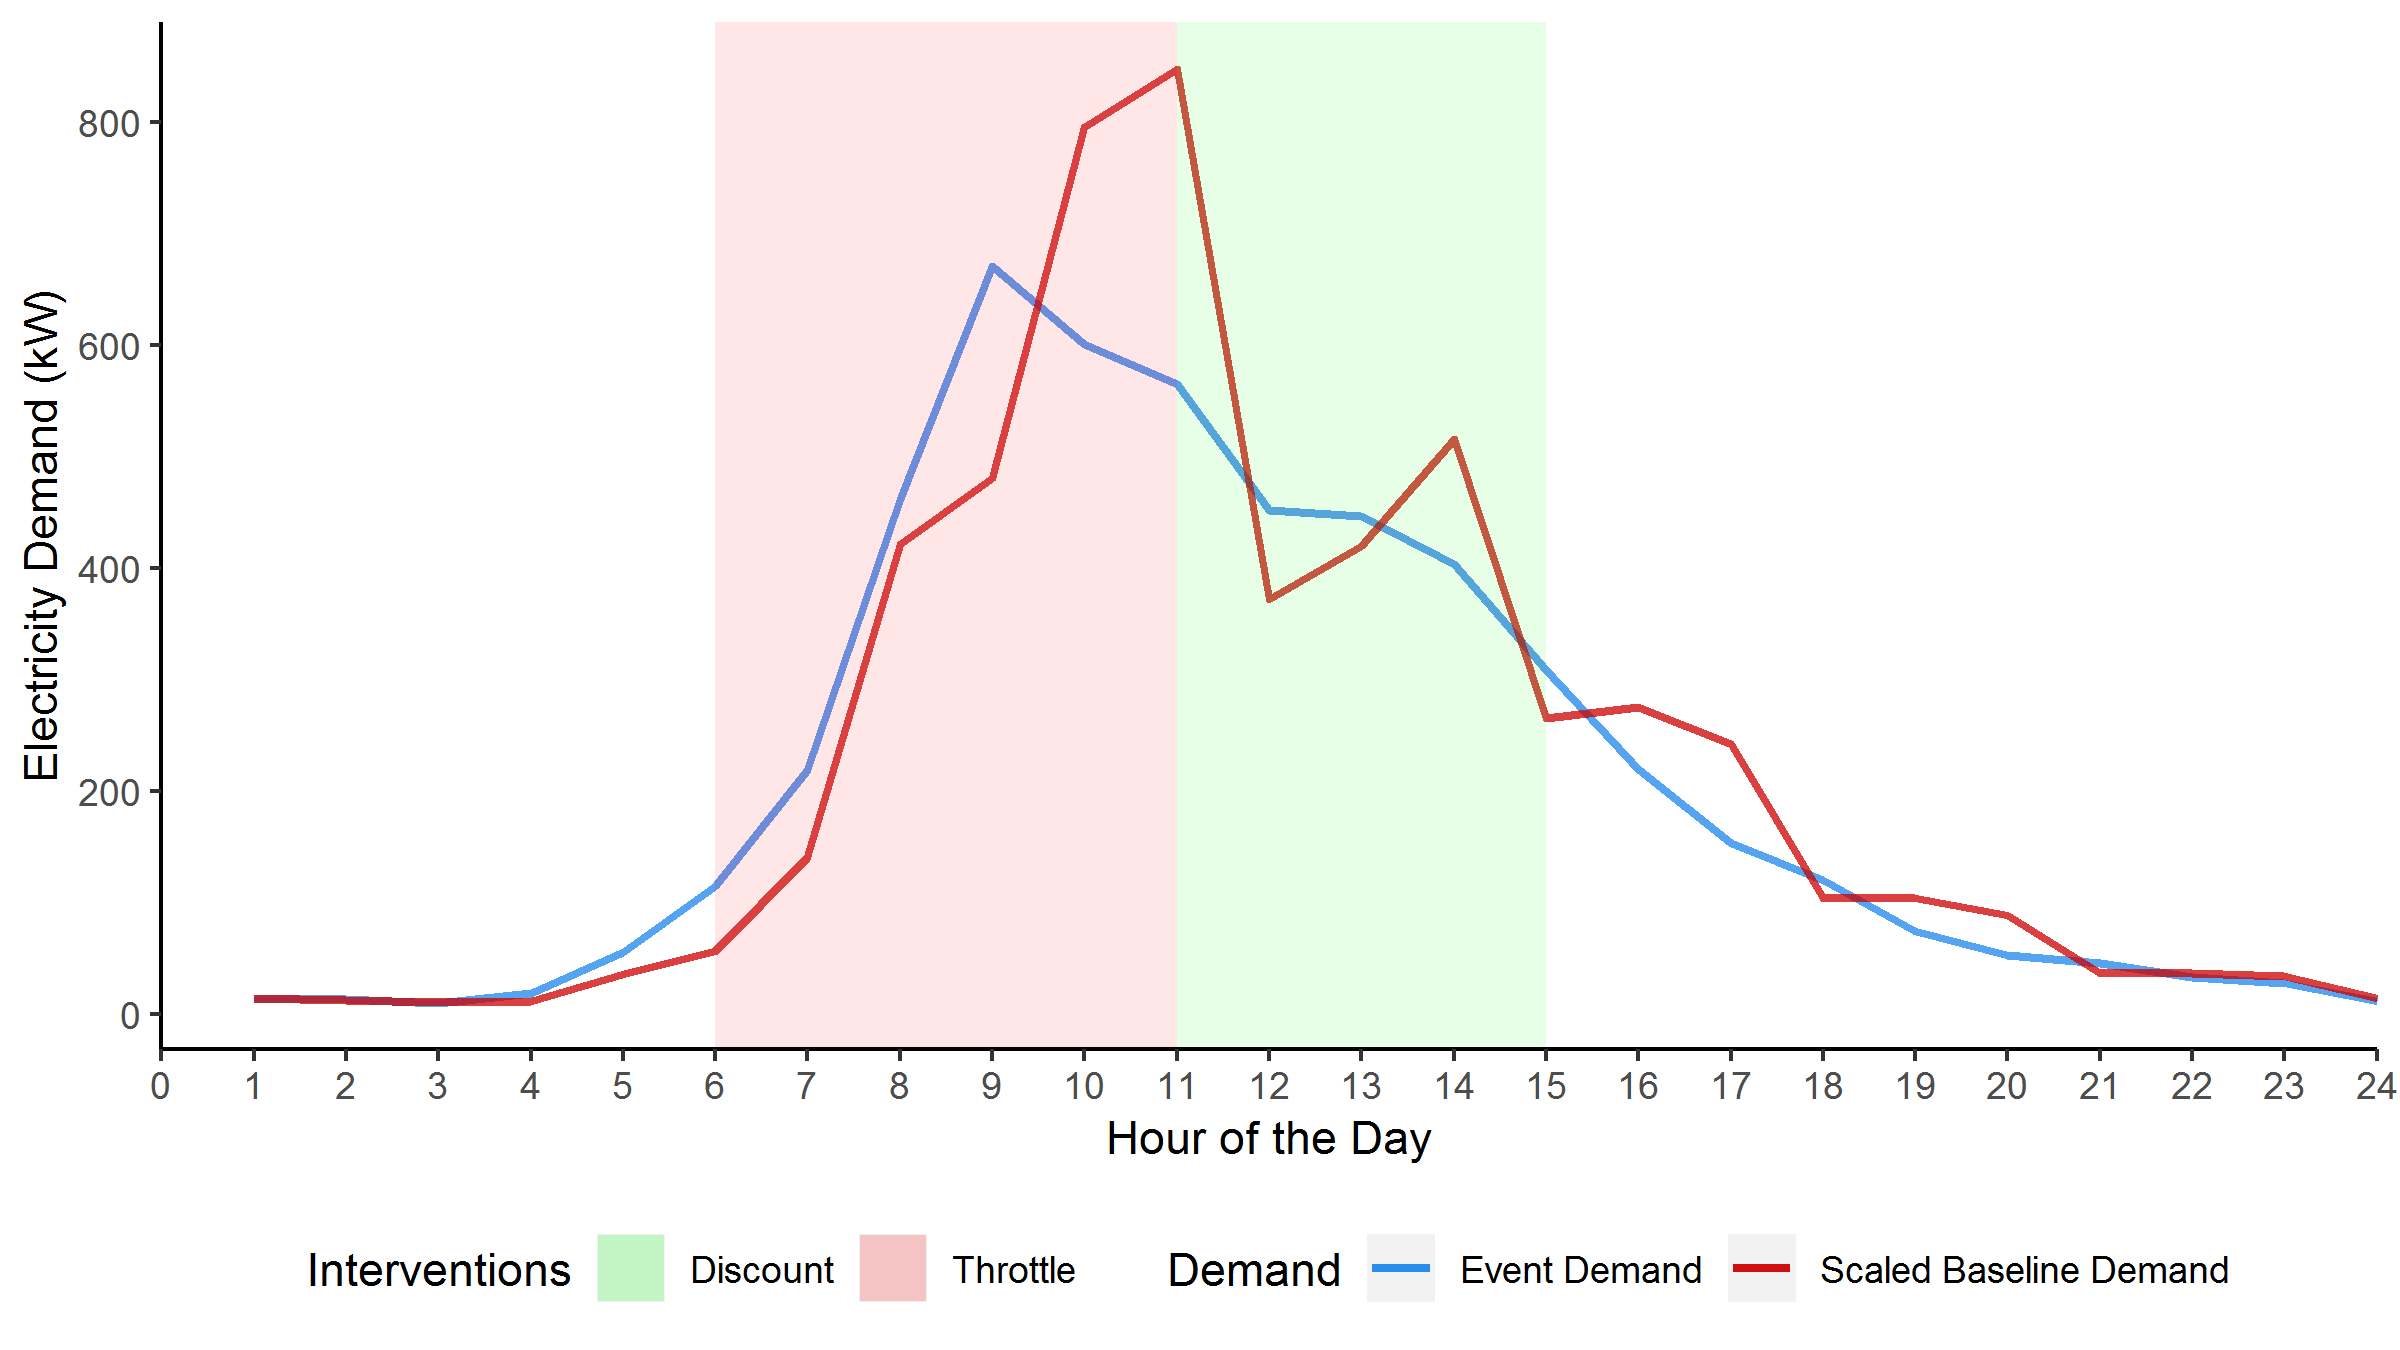 Electricity Demand (kW)
800
600
400
200
0
0 1 2 3 4 5 6 7 8 9 10 11 12 13 14 15 16 17 18 19 20 21 22 23 24
Hour of the Day
Interventions Discount Throttle Demand Event Demand Scaled Baseline Demand